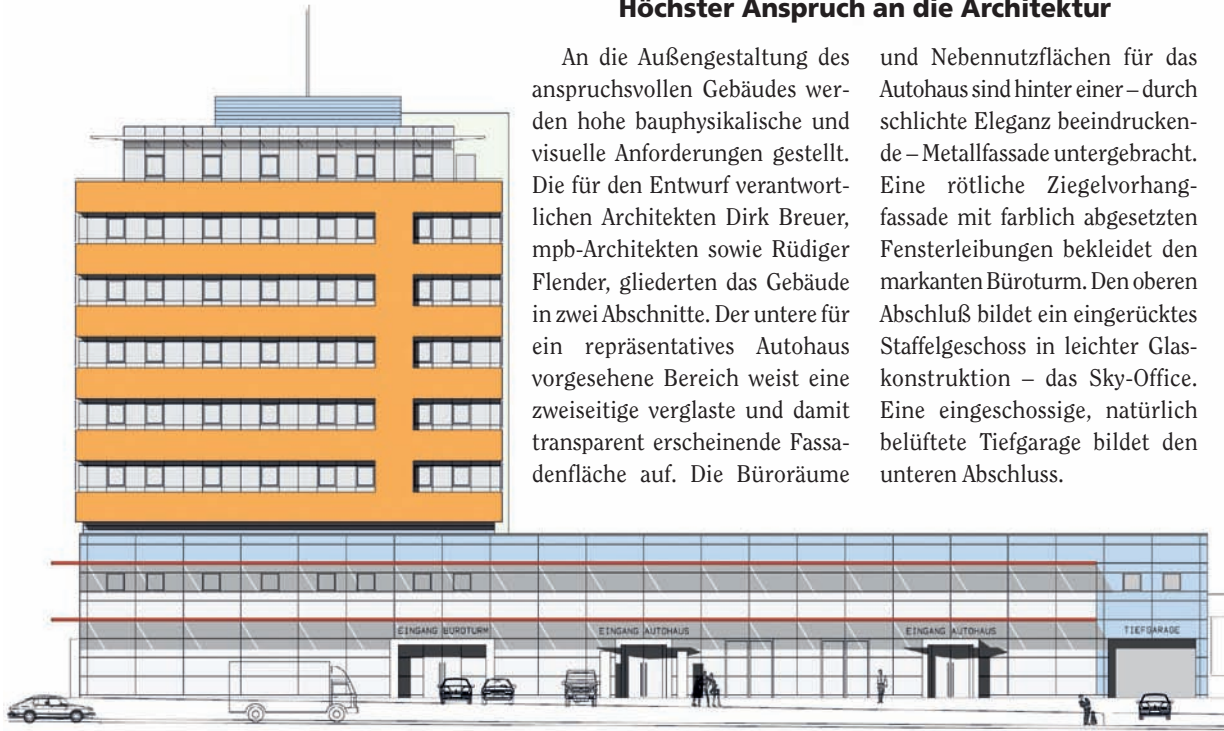 Höchster Anspruch an die Architektur
An die Außengestaltung des
anspruchsvollen Gebäudes wer-
den hohe bauphysikalische und
visuelle Anforderungen gestellt.
Die für den Entwurf verantwort-
lichen Architekten Dirk Breuer,
mpb-Architekten sowie Rüdiger
Flender, gliederten das Gebäude
in zwei Abschnitte. Der untere für
ein repräsentatives Autohaus
vorgesehene Bereich weist eine
zweiseitige verglaste und damit
transparent erscheinende Fassa-
denfläche auf. Die Büroräume
und Nebennutzflächen für das
Autohaus sind hinter einer – durch
schlichte Eleganz beeindrucken-
de – Metallfassade untergebracht.
Eine rötliche Ziegelvorhang-
fassade mit farblich abgesetzten
Fensterleibungen bekleidet den
markanten Büroturm. Den oberen
Abschluß bildet ein eingerücktes
Staffelgeschoss in leichter Glas-
konstruktion – das Sky-Office.
Eine eingeschossige, natürlich
belüftete Tiefgarage bildet den
unteren Abschluss.
EINGANG BÜROTURM
EINGANG AUTOHAUS
EINGANG AUTOHAUS
TIEFGARAGE